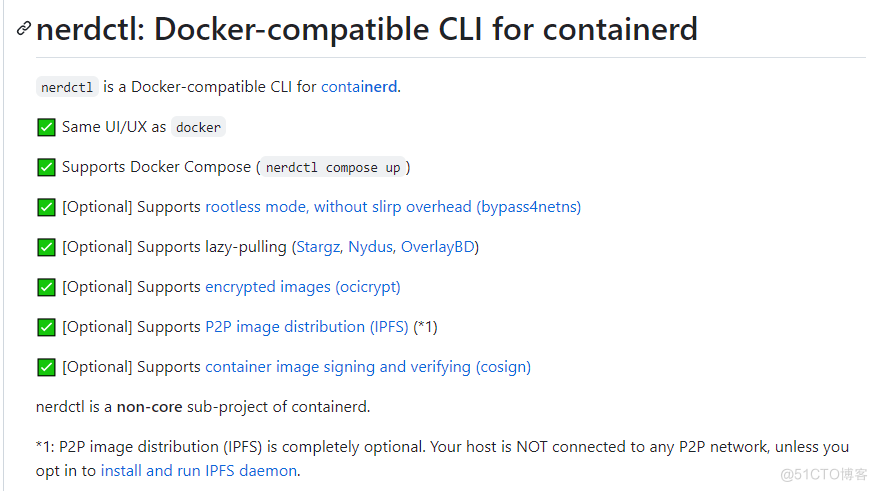 nerdctl: Docker-compatible CLI for containerd
nerdctl is a Docker-compatible CLI for containerd.
Same UI/UX as docker
Supports Docker Compose ( nerdctl compose up )
[Optional] Supports rootless mode, without slirp overhead (bypass4netns)
[Optional] Supports lazy-pulling (Stargz, Nydus, OverlayBD)
[Optional] Supports encrypted images (ocicrypt)
[Optional] Supports P2P image distribution (IPFS) (*1)
[Optional] Supports container image signing and verifying (cosign)
nerdctl is a non-core sub-project of containerd.
*1: P2P image distribution (IPFS) is completely optional. Your host is NOT connected to any P2P network, unless you
opt in to install and run IPFS daemon.
@51CTO博客